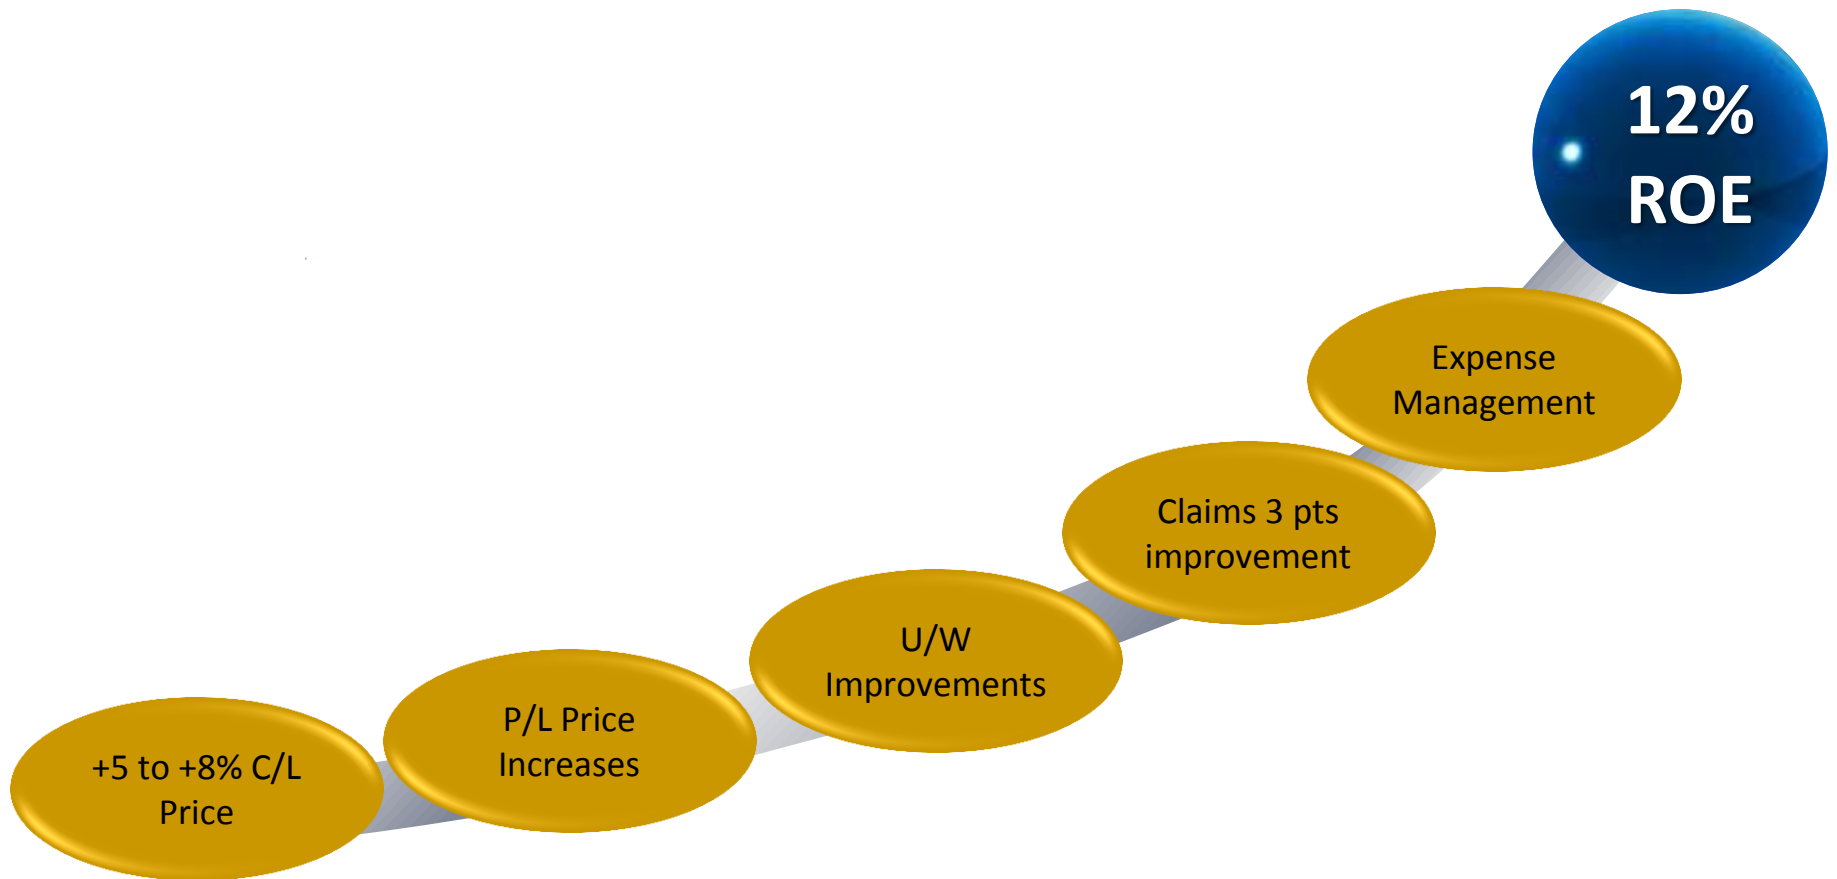 12%
ROE
Expense
Management
Claims 3 pts
improvement
U/W
Improvements
P/L Price
Increases
+5 to +8% C/L
Price